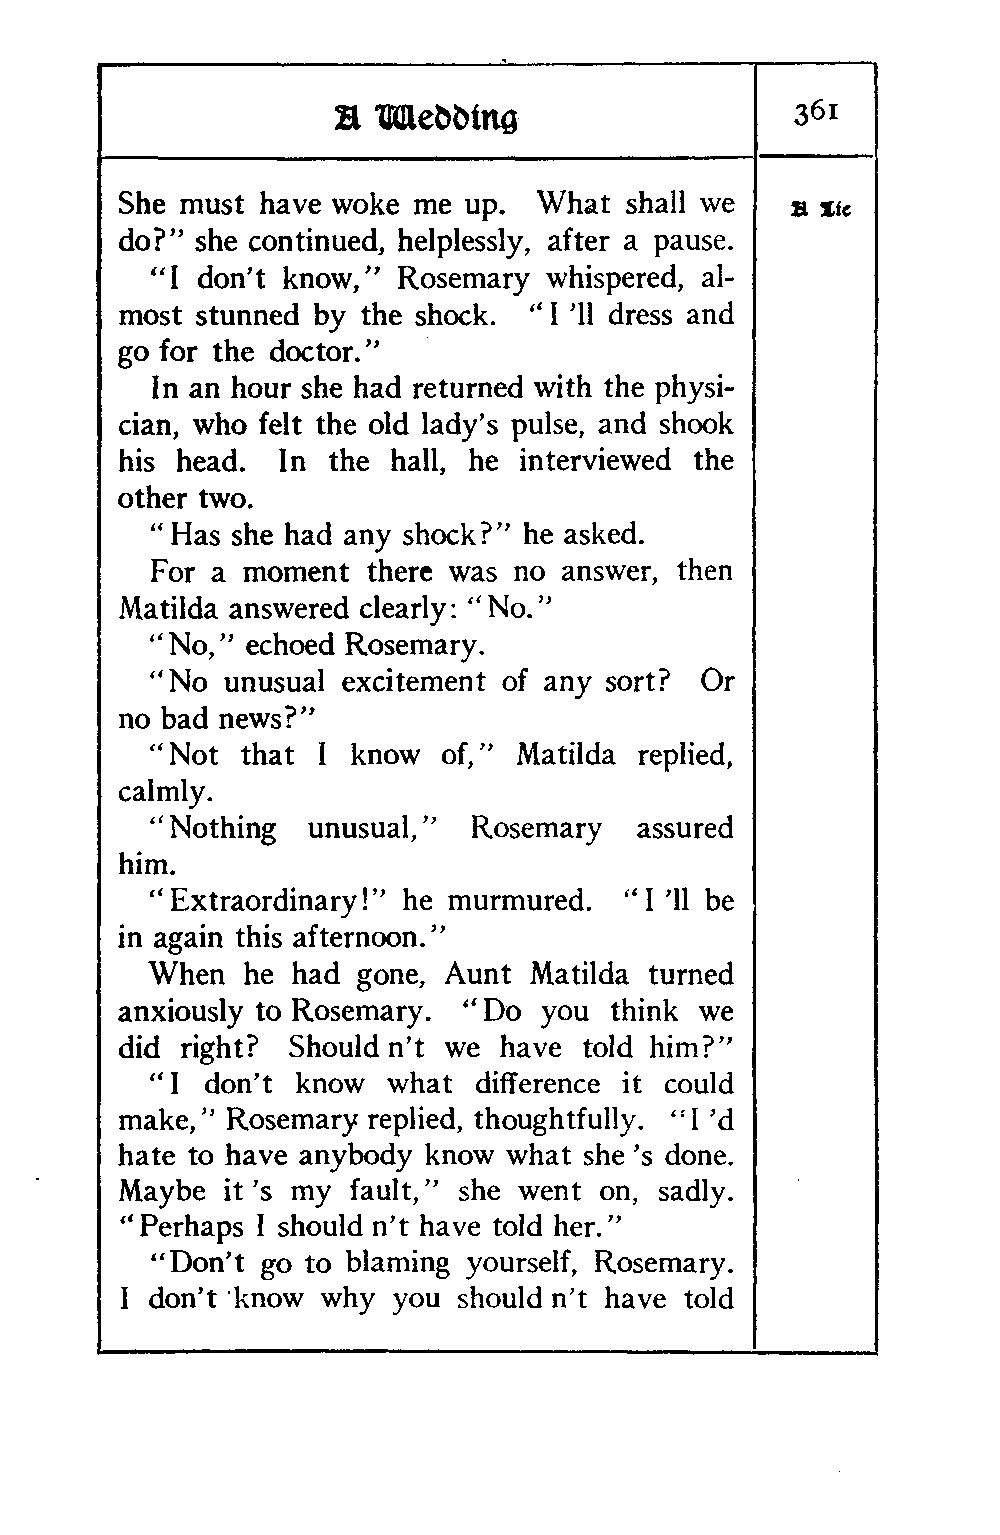 A Wedding
361
She must have woke me up. What shall we
A Lie
do?" she continued, helplessly, after a pause.
"I don't know," Rosemary whispered, al-
most stunned by the shock. "I 'll dress and
go for the doctor."
In an hour she had returned with the physi-
cian, who felt the old lady's pulse, and shook
his head. In the hall, he interviewed the
other two.
"Has she had any shock?" he asked.
For a moment there was no answer, then
Matilda answered clearly: "No."
"No," echoed Rosemary.
"No unusual excitement of any sort? Or
no bad news?"
"Not that I know of," Matilda replied,
calmly.
"Nothing unusual," Rosemary assured
him.
"Extraordinary!" he murmured. "I 'll be
in again this afternoon."
When he had gone, Aunt Matilda turned
anxiously to Rosemary. "Do you think we
did right? Should n't we have told him?"
"I don't know what difference it could
make," Rosemary replied, thoughtfully. "I 'd
hate to have anybody know what she 's done.
Maybe it 's my fault," she went on, sadly.
"Perhaps I should n't have told her."
"Don't go to blaming yourself, Rosemary.
I don't know why you should n't have told